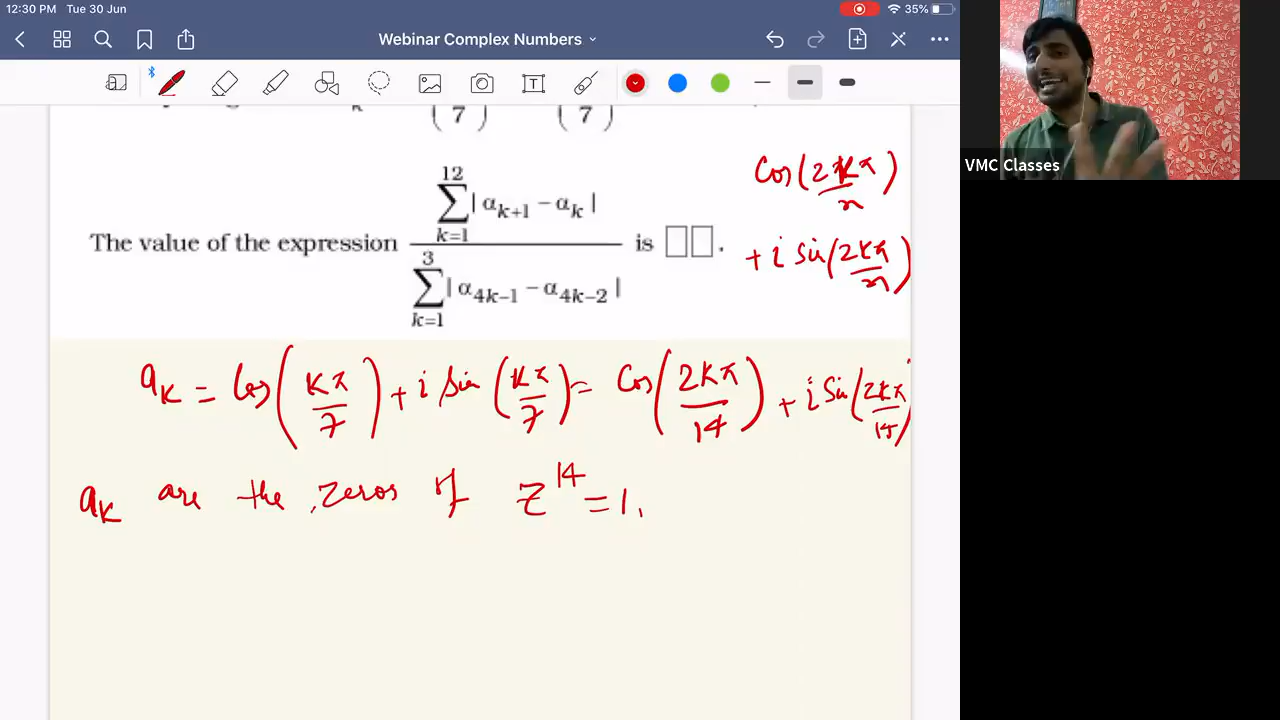 12:30 PM Tue 30 Jun
35%
Webinar Complex Numbers
VMC Classes
k
7
7
The value of the expression \frac{\sum_{k=1}^{12} | α_{k+1} − α_k |}{\sum_{k=1}^{3} | α_{4k−1} − α_{4k−2} |} is □□.
Cos(2kπ/n)
+ i sin(2kπ/n)
a_k = Cos(kπ/7) + i sin(kπ/7) = Cos(2kπ/14) + i Sin(2kπ/14)
a_k are the zeros of z^14 = 1.